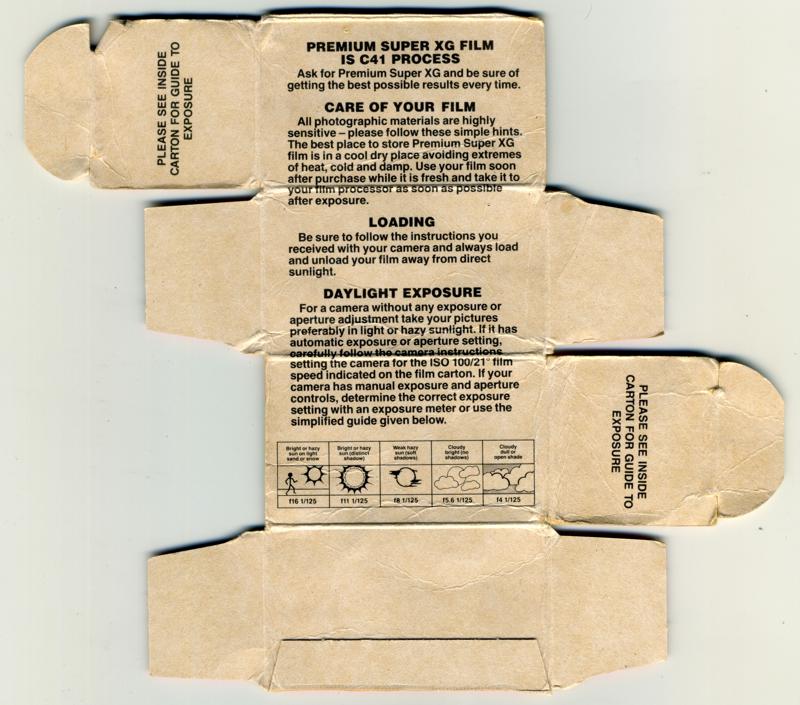 PLEASE SEE INSIDE
CARTON FOR GUIDE TO
EXPOSURE
PREMIUM SUPER XG FILM
IS C41 PROCESS
Ask for Premium Super XG and be sure of
getting the best possible results every time.
CARE OF YOUR FILM
All photographic materials are highly
sensitive – please follow these simple hints.
The best place to store Premium Super XG
film is in a cool dry place avoiding extremes
of heat, cold and damp. Use your film soon
after purchase while it is fresh and take it to
your film processor as soon as possible
after exposure.
LOADING
Be sure to follow the instructions you
received with your camera and always load
and unload your film away from direct
sunlight.
DAYLIGHT EXPOSURE
For a camera without any exposure or
aperture adjustment take your pictures
preferably in light or hazy sunlight. If it has
automatic exposure or aperture setting,
carefully follow the camera instructions
setting the camera for the ISO 100/21° film
speed indicated on the film carton. If your
camera has manual exposure and aperture
controls, determine the correct exposure
setting with an exposure meter or use the
simplified guide given below.
Bright or hazy
sun on light
sand or snow
f16 1/125
Bright or hazy
sun (distinct
shadow)
f11 1/125
Weak hazy
sun (soft
shadows)
f8 1/125
Cloudy
bright (no
shadows)
f5.6 1/125
Cloudy
dull or
open shade
f4 1/125
PLEASE SEE INSIDE
CARTON FOR GUIDE TO
EXPOSURE